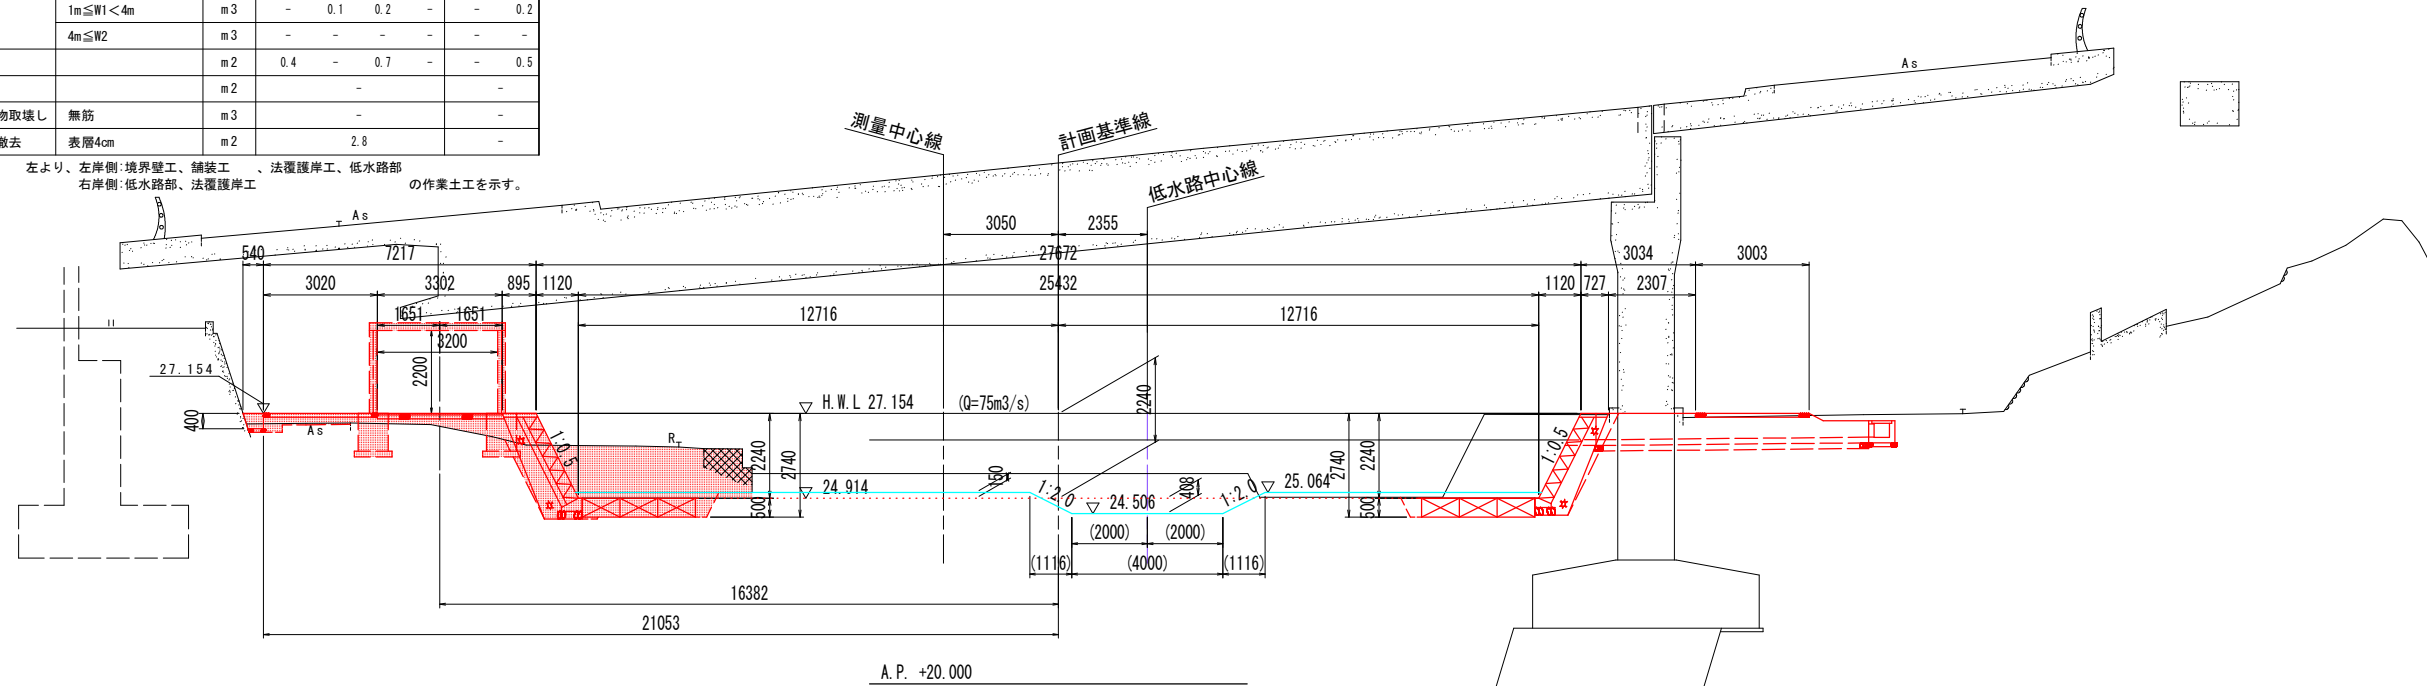 1m≦W1<4m m3 - 0.1 0.2 - - 0.2
4m≦W2 m3 - - - - - -
m2 0.4 - 0.7 - - 0.5
m2 - -
物取壊し 無筋 m3 - -
撤去 表層4cm m2 2.8 -
左より、左岸側:境界壁工、舗装工 、法覆護岸工、低水路部
右岸側:低水路部、法覆護岸工 の作業土工を示す。
測量中心線
計画基準線
低水路中心線
As
As
3050 2355
540 7217 27672 3034 3003
3020 3302 895 1120 25432 1120 727 2307
1651 1651 12716 12716
3200
2200
27.154
400
As
H.W.L 27.154 (Q=75m3/s)
2240
R
1:0.5
1:0.5
2240 2740
2740 2240
150
408
24.914
1:2.0
1:2.0
25.064
24.506
500
500
(2000) (2000)
(1116) (4000) (1116)
16382
21053
A.P. +20.000